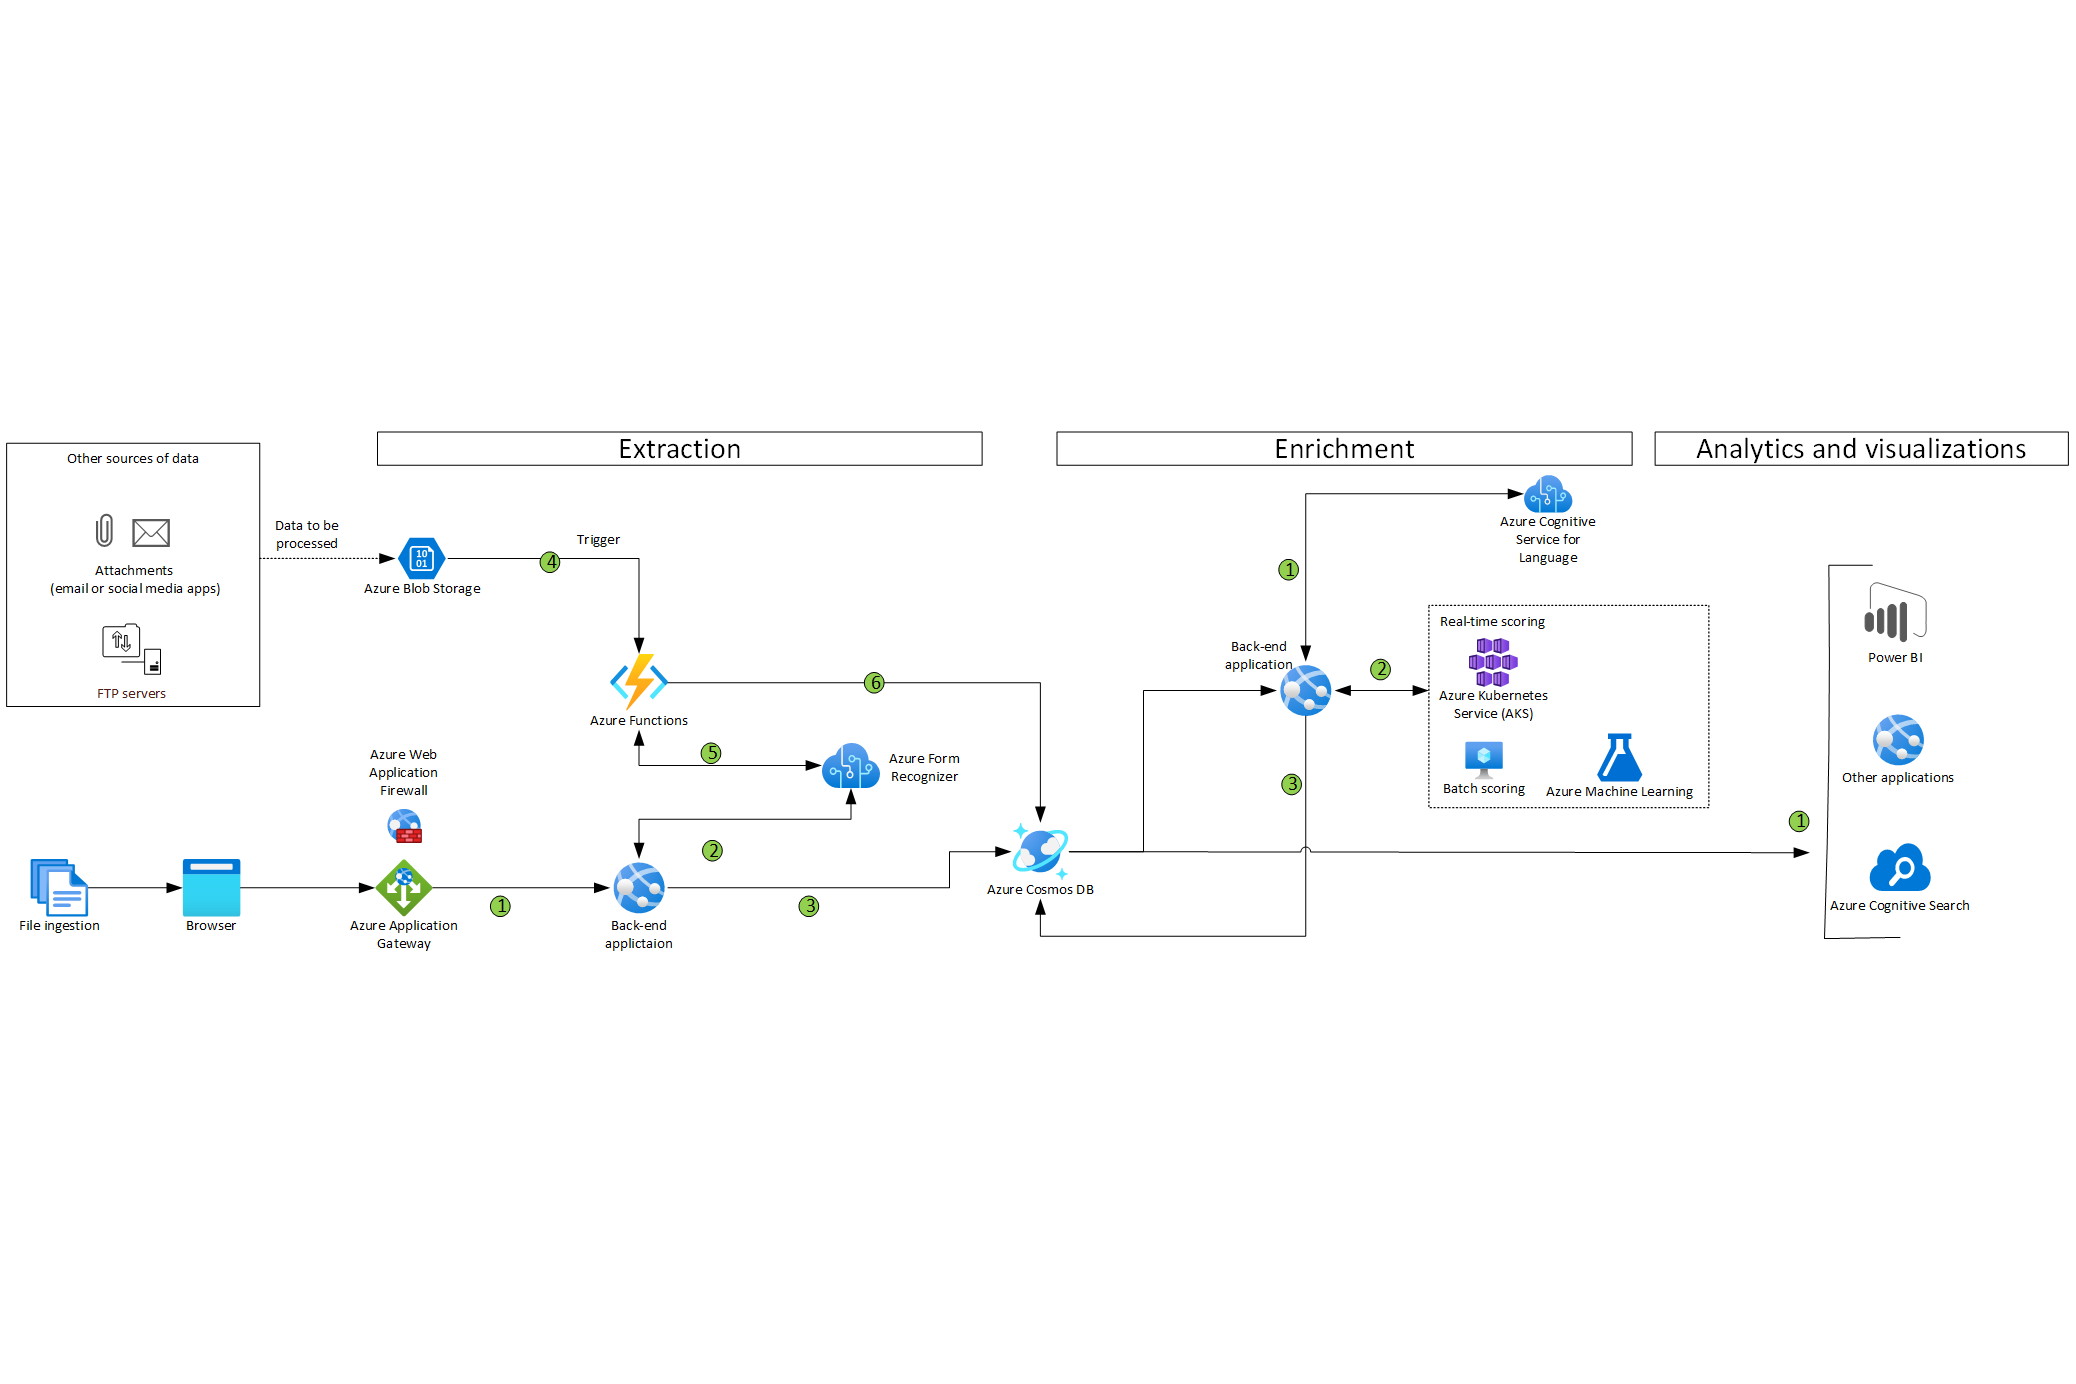 Extraction
Enrichment
Analytics and visualizations
Other sources of data
Attachments
(email or social media apps)
FTP servers
Data to be
processed
10
01
Azure Blob Storage
4
Trigger
Azure Functions
6
5
Azure Form
Recognizer
Azure Web
Application
Firewall
2
File ingestion
Browser
Azure Application
Gateway
1
Back-end
applictaion
3
Azure Cosmos DB
Azure Cognitive
Service for
Language
1
Back-end
application
2
Real-time scoring
Azure Kubernetes
Service (AKS)
Batch scoring
Azure Machine Learning
3
1
Power BI
Other applications
Azure Cognitive Search